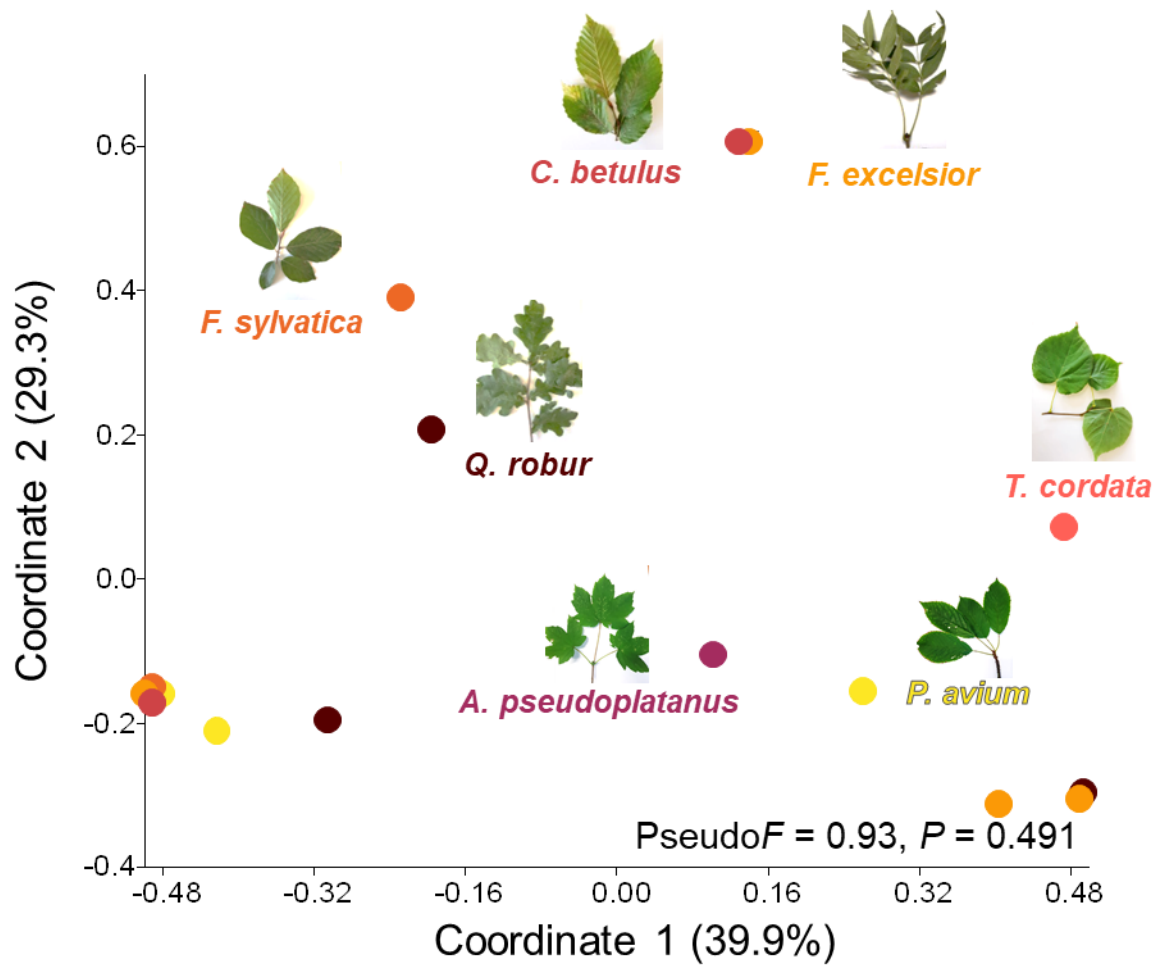 C. betulus
F. excelsior
F. sylvatica
Q. robur
T. cordata
A. pseudoplatanus
P. avium
PseudoF = 0.93, P = 0.491
Coordinate 2 (29.3%)
0.6
0.4
0.2
0.0
-0.2
-0.4
-0.48 -0.32 -0.16 0.00 0.16 0.32 0.48
Coordinate 1 (39.9%)